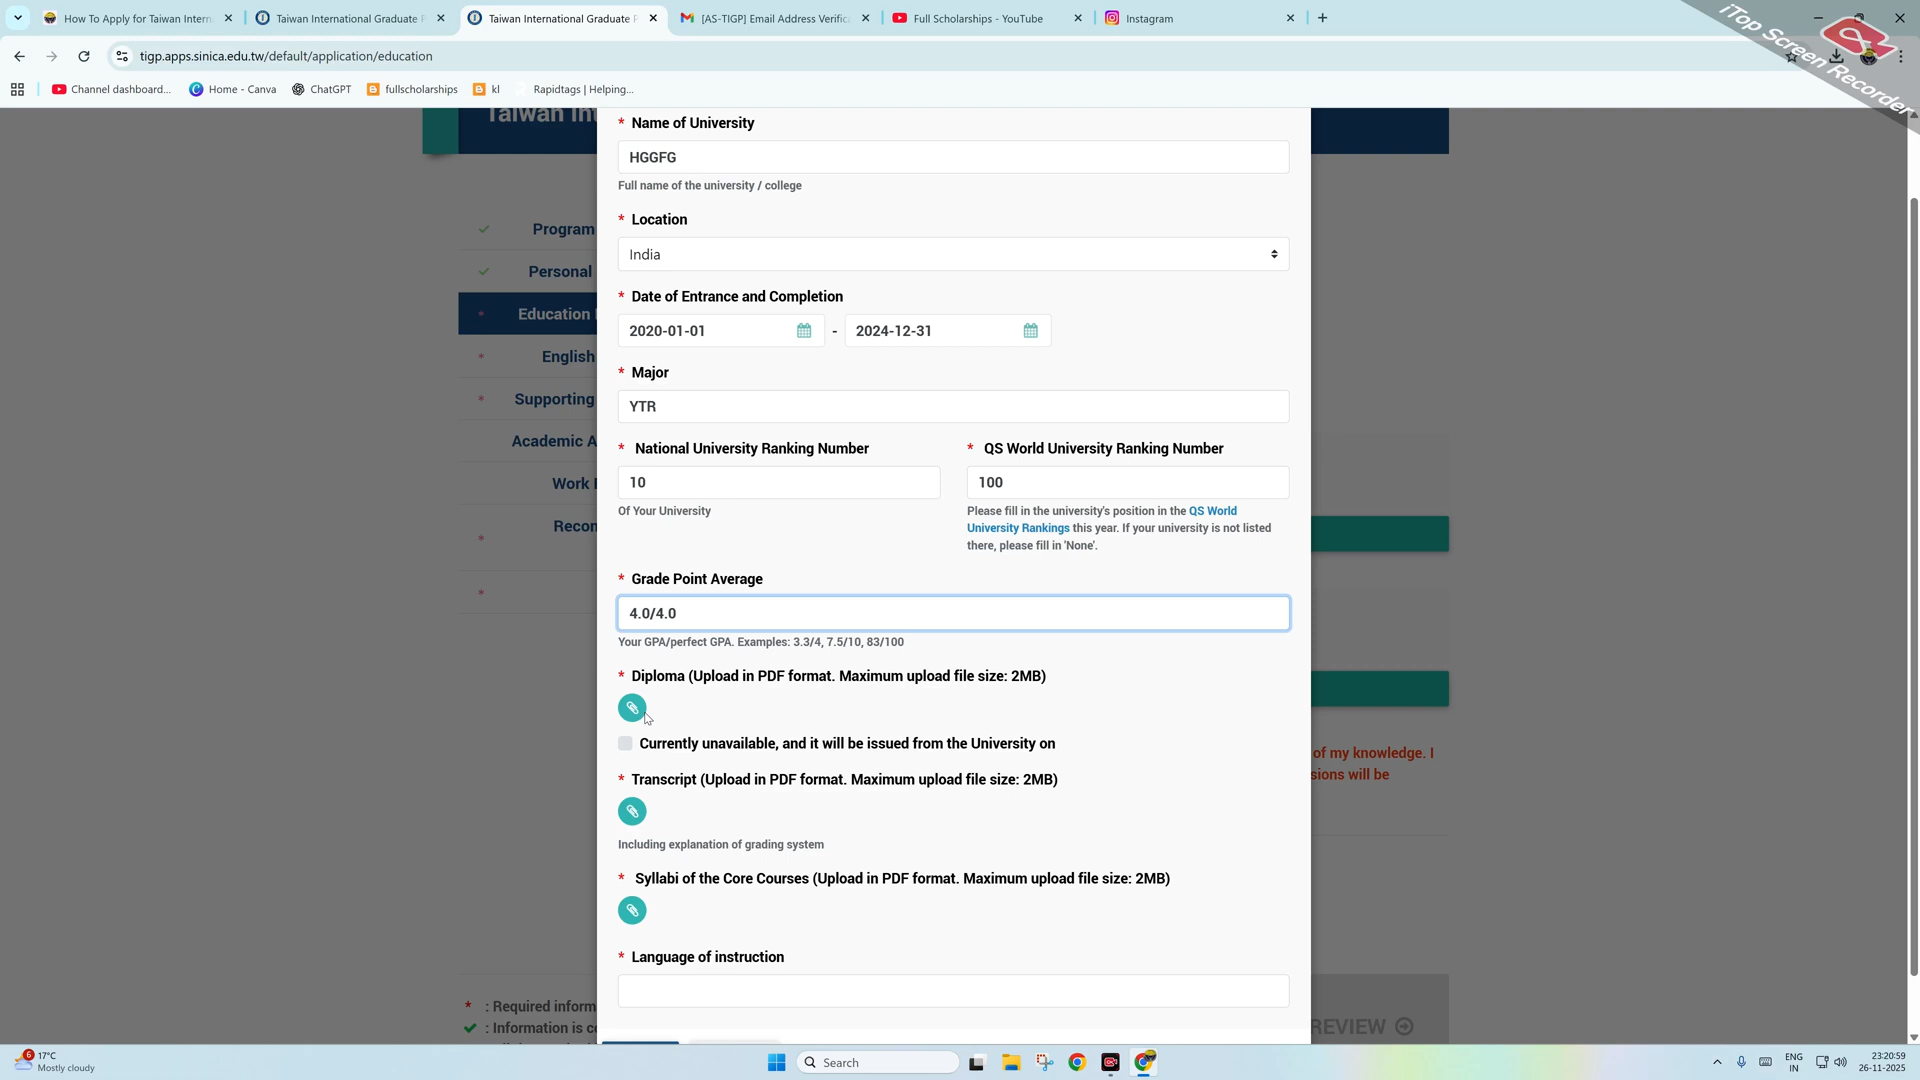 How To Apply for Taiwan Intern
Taiwan International Graduate P
Taiwan International Graduate P
[AS-TIGP] Email Address Verific
Full Scholarships - YouTube
Instagram
iTop Screen Recorder
tigp.apps.sinica.edu.tw/default/application/education
Channel dashboard...
Home - Canva
ChatGPT
fullscholarships
kl
Rapidtags | Helping...
Taiwan Int
* Name of University
HGGFG
Full name of the university / college
* Location
India
* Date of Entrance and Completion
2020-01-01 - 2024-12-31
* Major
YTR
* National University Ranking Number
10
Of Your University
* QS World University Ranking Number
100
Please fill in the university's position in the QS World
University Rankings this year. If your university is not listed
there, please fill in 'None'.
* Grade Point Average
4.0/4.0
Your GPA/perfect GPA. Examples: 3.3/4, 7.5/10, 83/100
* Diploma (Upload in PDF format. Maximum upload file size: 2MB)
Currently unavailable, and it will be issued from the University on
* Transcript (Upload in PDF format. Maximum upload file size: 2MB)
Including explanation of grading system
* Syllabi of the Core Courses (Upload in PDF format. Maximum upload file size: 2MB)
* Language of instruction
Program
Personal
* Education
* English
* Supporting
Academic A
Work
* Recon
*
of my knowledge. I
sions will be
* : Required inform
: Information is co
REVIEW
6
17°C
Mostly cloudy
Search
ENG
IN
23:20:59
26-11-2025